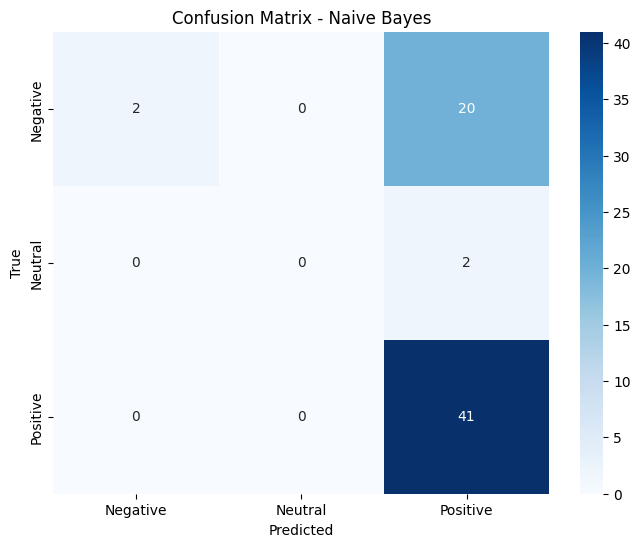 Confusion Matrix - Naive Bayes
Negative
2
0
20
40
35
30
25
20
15
10
5
0
True
Neutral
0
0
2
Positive
0
0
41
Negative
Neutral
Positive
Predicted